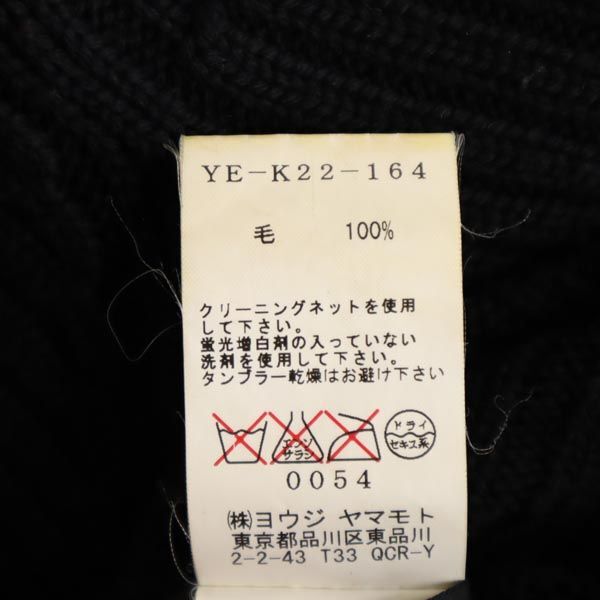 YE-K22-164
毛 100%
クリーニングネットを使用
して下さい。
蛍光増白剤の入っていない
洗剤を使用して下さい。
タンブラー乾燥はお避け下さい
エンソ
サラシ
ドライ
セキユ系
0054
㈱ヨウジ ヤマモト
東京都品川区東品川
2-2-43 T33 QCR-Y